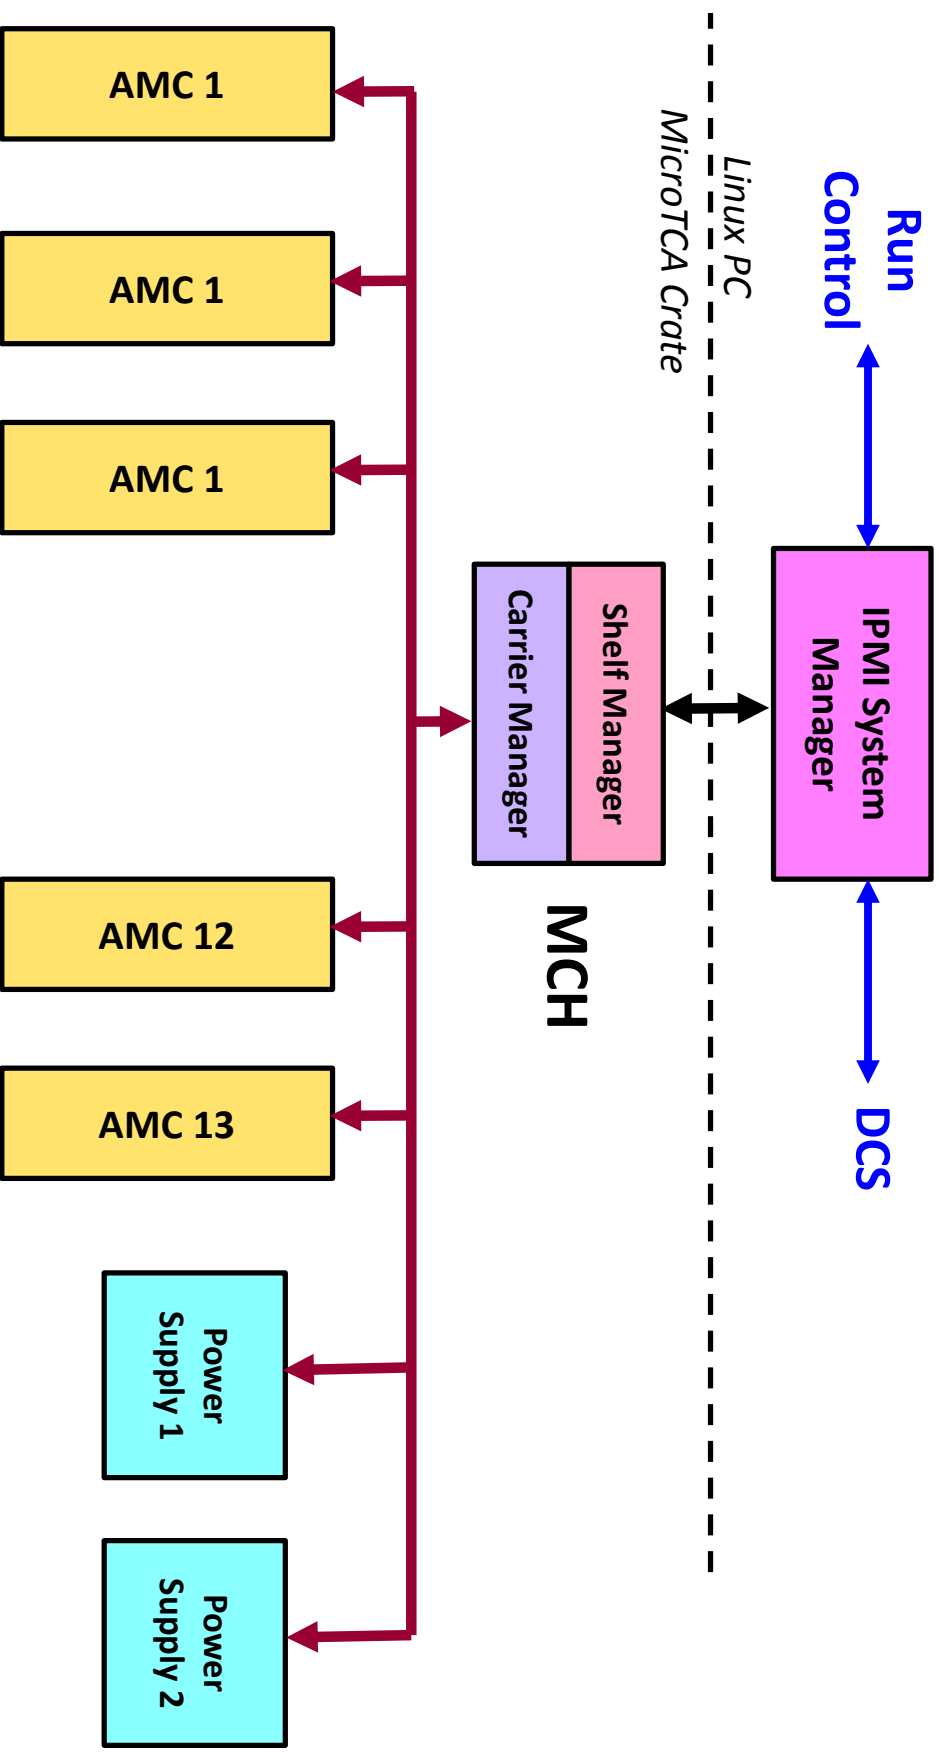 Run
Control
IPMI System
Manager
DCS
Linux PC
MicroTCA Crate
Shelf Manager
Carrier Manager
MCH
AMC 1
AMC 1
AMC 1
AMC 12
AMC 13
Power
Supply 1
Power
Supply 2